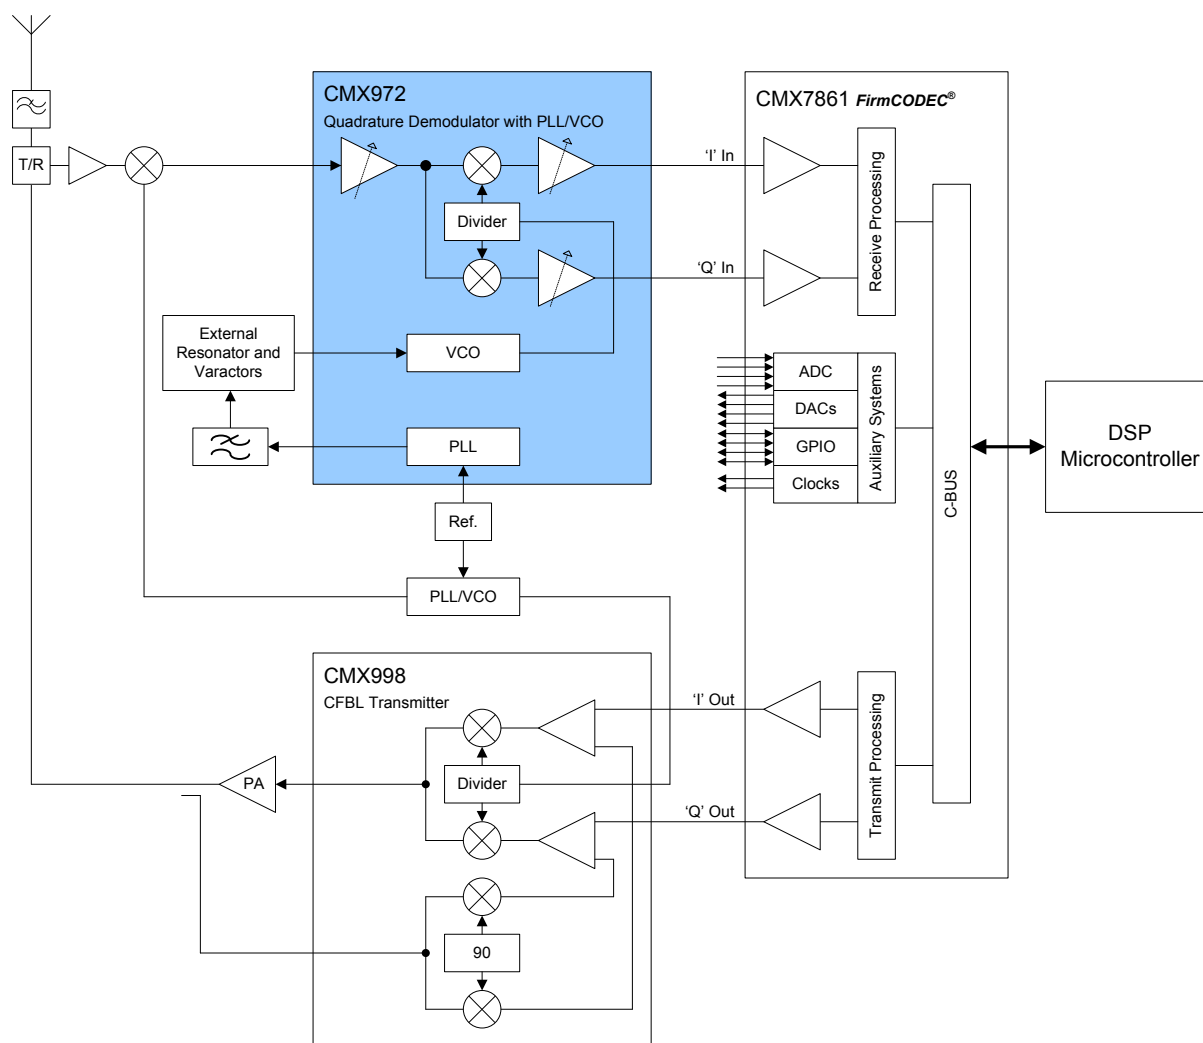 CMX972
Quadrature Demodulator with PLL/VCO
CMX7861 FirmCODEC®
T/R
'I' In
Divider
'Q' In
Receive Processing
External
Resonator and
Varactors
VCO
ADC
DACs
GPIO
Clocks
Auxiliary Systems
PLL
DSP
Microcontroller
C-BUS
Ref.
PLL/VCO
CMX998
CFBL Transmitter
'I' Out
PA
Divider
'Q' Out
Transmit Processing
90